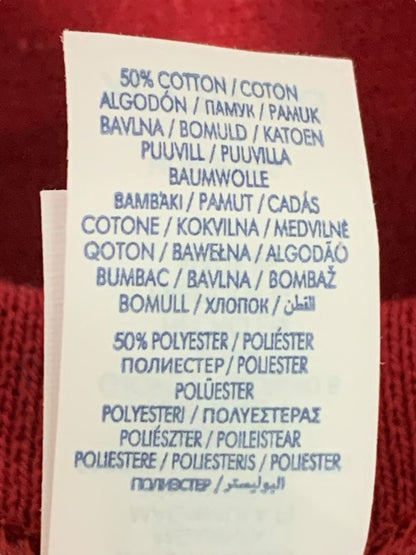 50% COTTON / COTON
ALGODÓN / ПАМУК / PAMUK
BAVLNA / BOMULD / KATOEN
PUUVILL / PUUVILLA
BAUMWOLLE
BAMBAKI / PAMUT / CADÁS
COTONE / KOKVILNA / MEDVILNĖ
QOTON / BAWEŁNA / ALGODÃO
BUMBAC / BAVLNA / BOMBAŽ
BOMULL / ХЛОПОК / القطن
50% POLYESTER / POLIÉSTER
ПОЛИЕСТЕР / POLIESTER
POLÜESTER
POLYESTERI / ΠΟΛΥΕΣΤΕΡΑΣ
POLIÉSZTER / POILEISTEAR
POLIESTERE / POLIESTERIS / POLIESTER
ПОЛИЭСТЕР / البوليستر